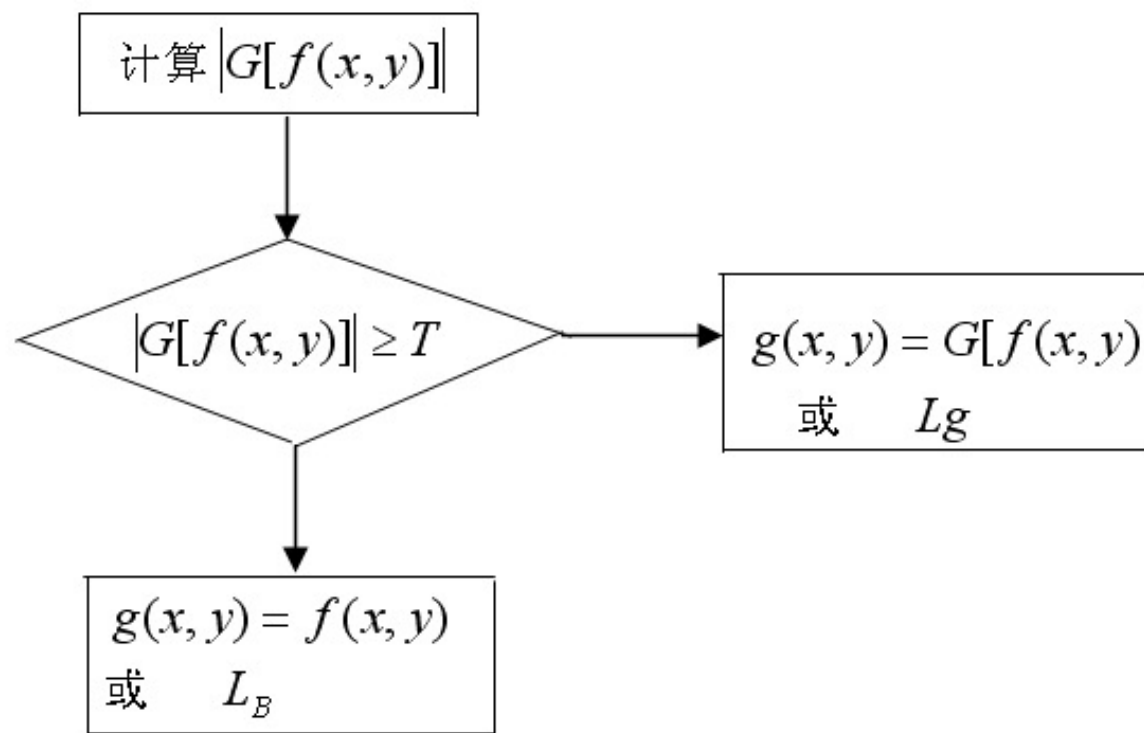 计算 |G[f(x, y)]|
|G[f(x, y)]| ≥ T
g(x, y) = G[f(x, y)
或 Lg
g(x, y) = f(x, y)
或 L_B